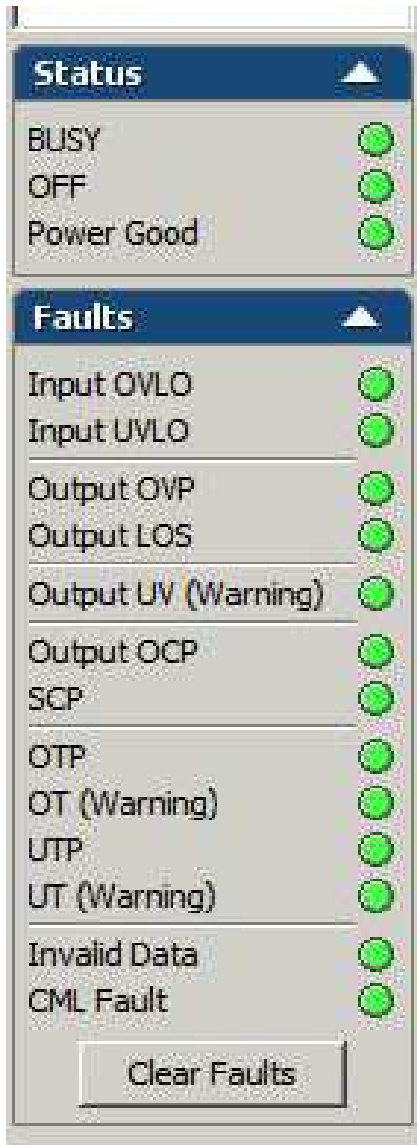 Status
BUSY
OFF
Power Good
Faults
Input OVLO
Input UVLO
Output OVP
Output LOS
Output UV (Warning)
Output OCP
SCP
OTP
OT (Warning)
UTP
UT (Warning)
Invalid Data
CML Fault
Clear Faults